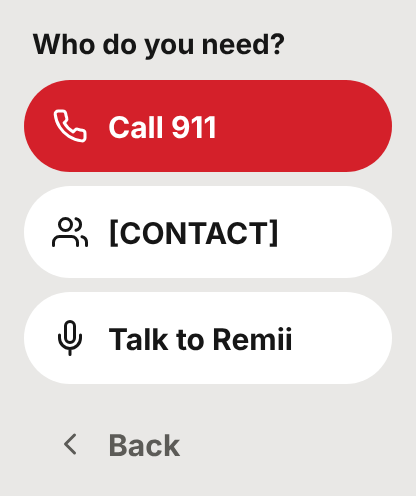 Who do you need?
Call 911
[CONTACT]
Talk to Remii
Back